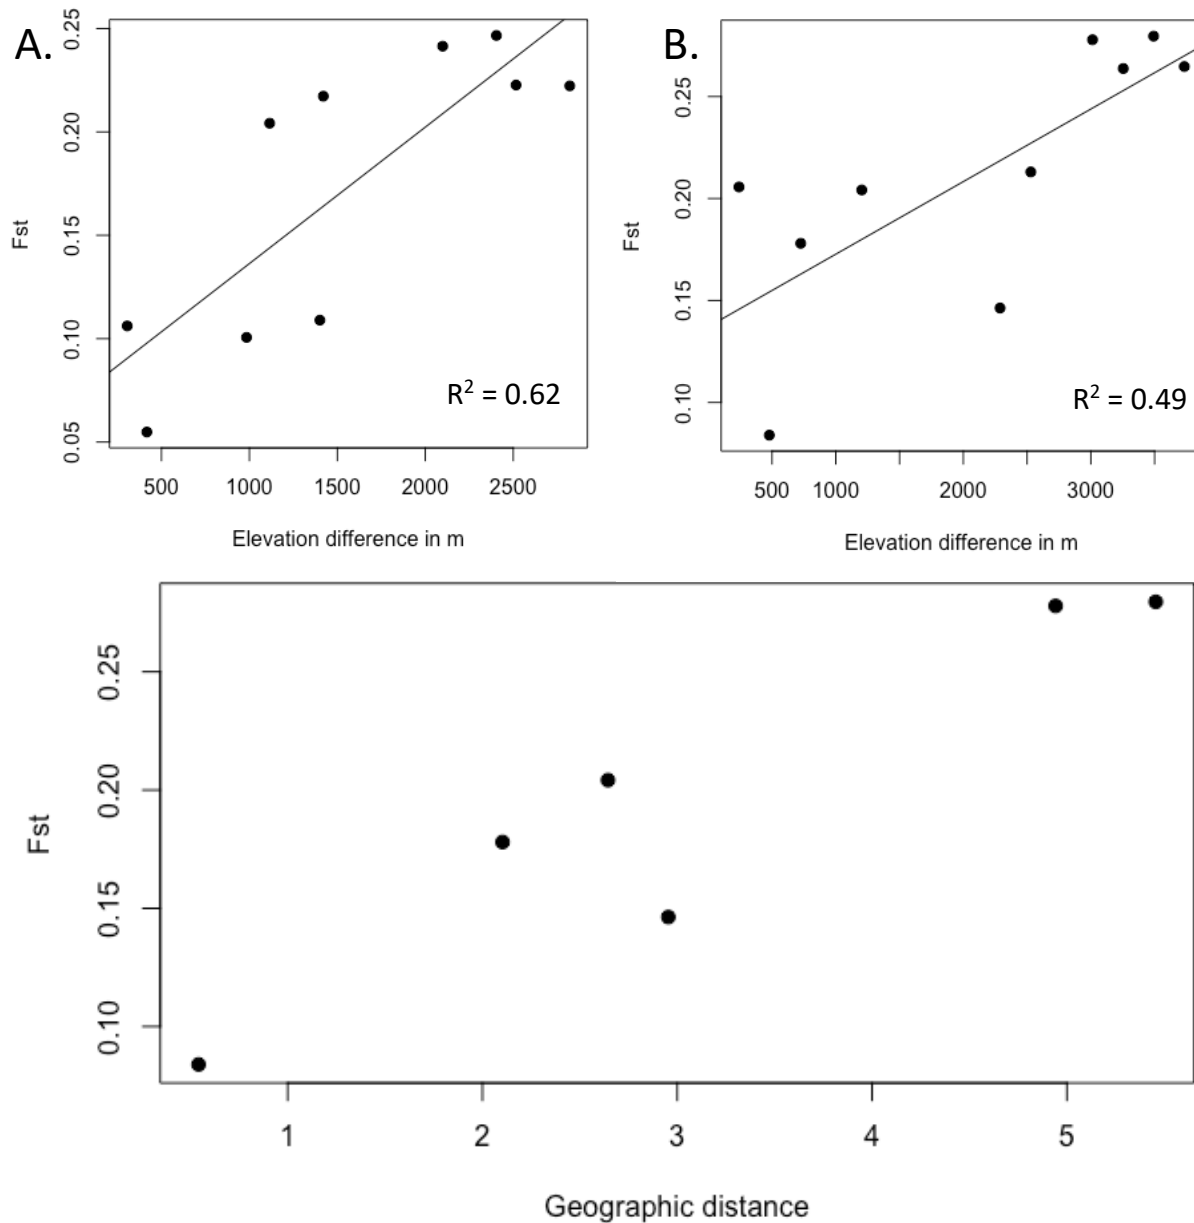 A.
Fst
0.25
0.20
0.15
0.10
0.05
R² = 0.62
500 1000 1500 2000 2500
Elevation difference in m
B.
Fst
0.25
0.20
0.15
0.10
R² = 0.49
500 1000 2000 3000
Elevation difference in m
Fst
0.25
0.20
0.15
0.10
1 2 3 4 5
Geographic distance